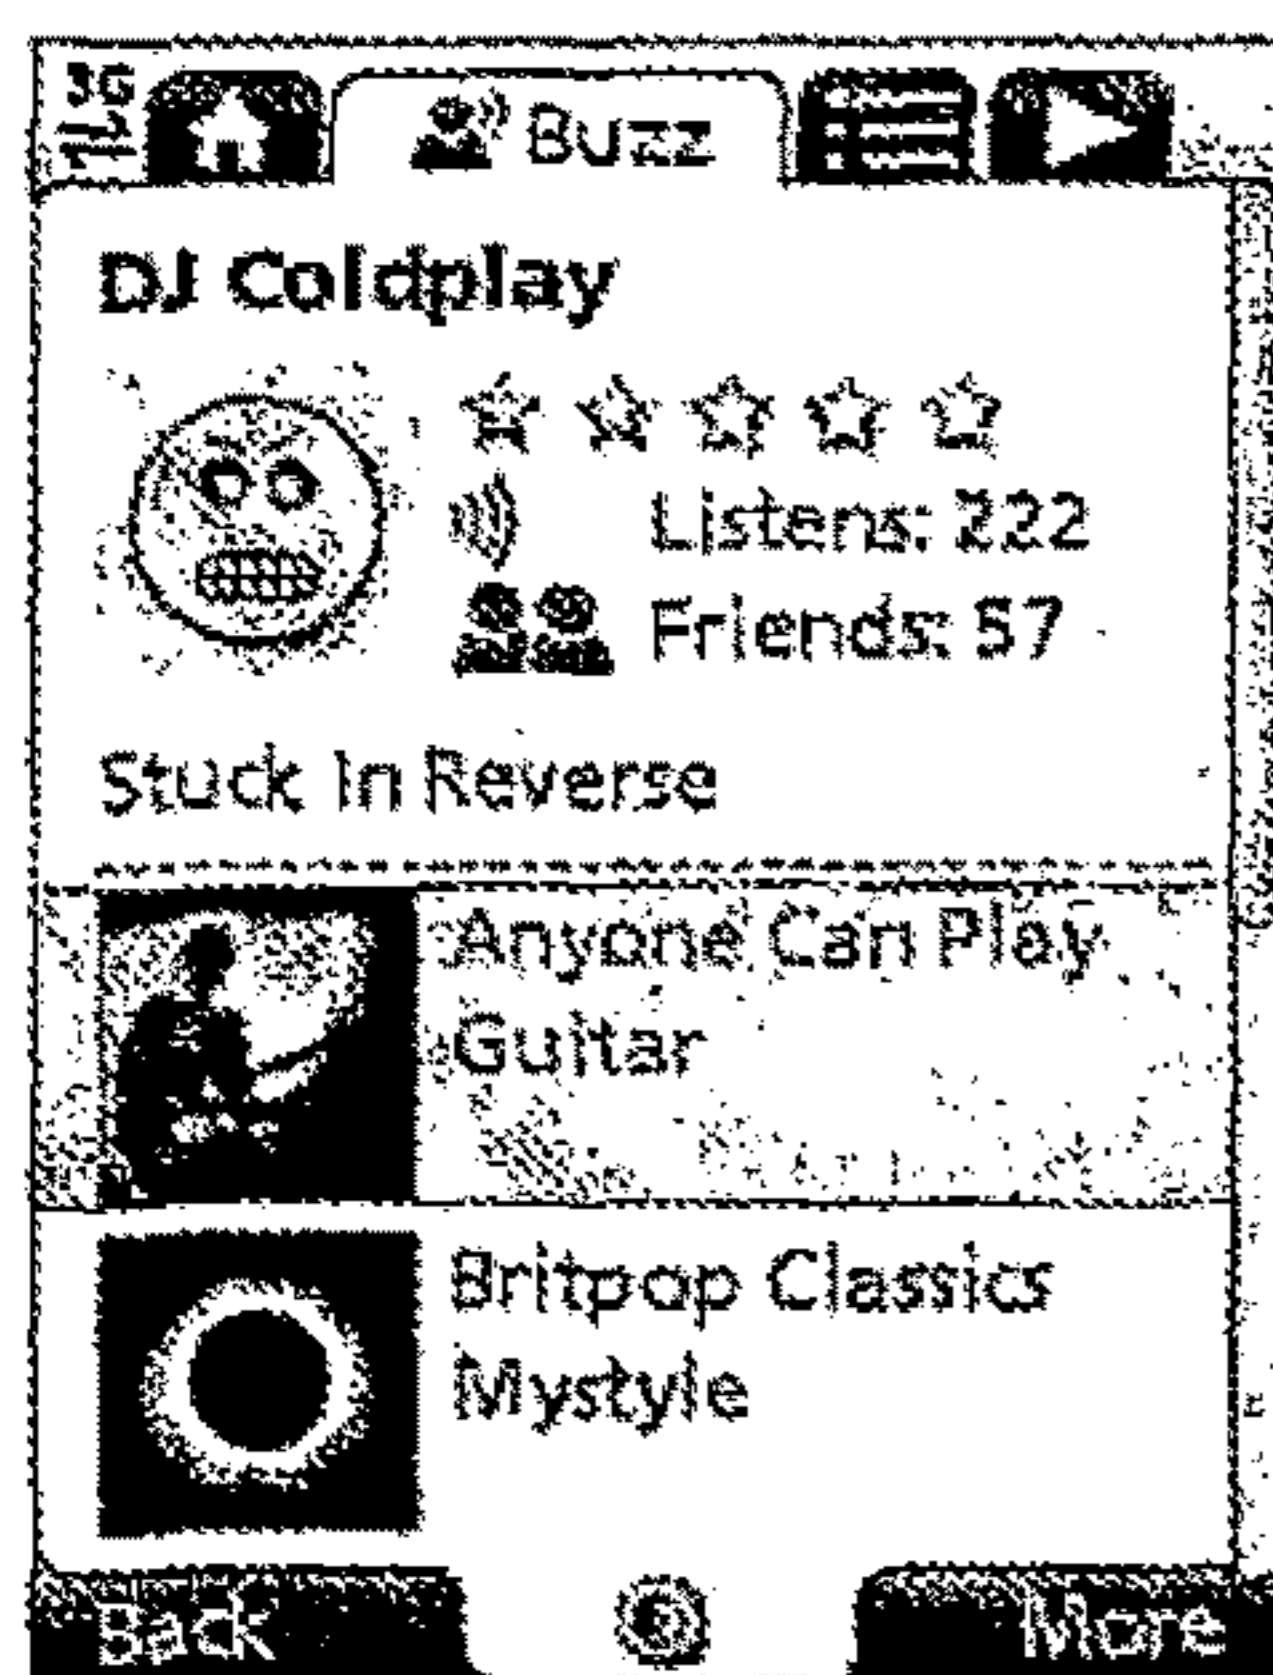 3G
Buzz
DJ Coldplay
Listens: 222
Friends: 57
Stuck In Reverse
Anyone Can Play
Guitar
Britpop Classics
Mystyle
Back
More